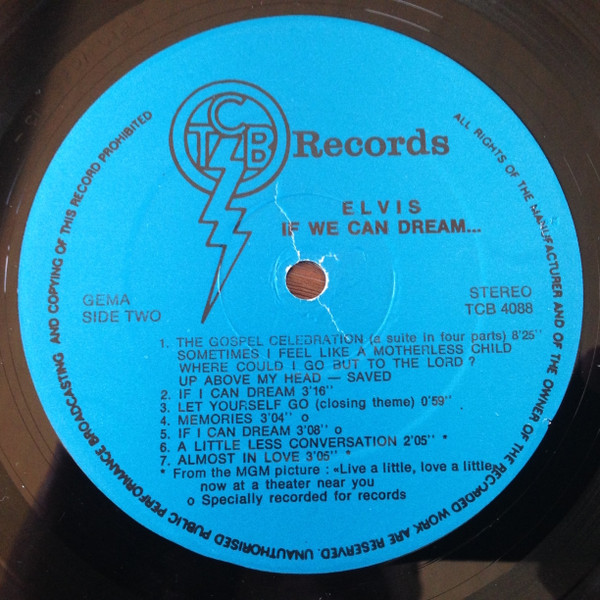 TCB Records
ELVIS
IF WE CAN DREAM...
GEMA
SIDE TWO
STEREO
TCB 4088
1. THE GOSPEL CELEBRATION (a suite in four parts) 8'25''
SOMETIMES I FEEL LIKE A MOTHERLESS CHILD
WHERE COULD I GO BUT TO THE LORD ?
UP ABOVE MY HEAD — SAVED
2. IF I CAN DREAM 3'16''
3. LET YOURSELF GO (closing theme) 0'59''
4. MEMORIES 3'04'' o
5. IF I CAN DREAM 3'08'' o
6. A LITTLE LESS CONVERSATION 2'05'' *
7. ALMOST IN LOVE 3'05'' *
* From the MGM picture : «Live a little, love a little»
now at a theater near you
o Specially recorded for records
ALL RIGHTS OF THE MANUFACTURER AND OF THE OWNER OF THE RECORDED WORK ARE RESERVED. UNAUTHORISED PUBLIC PERFORMANCE BROADCASTING AND COPYING OF THIS RECORD PROHIBITED